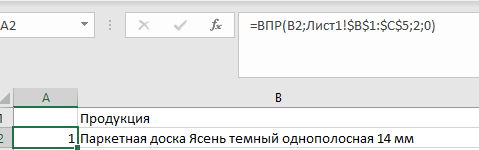 A2 fx =ВПР(B2;Лист1!$B$1:$C$5;2;0)
A B
1 Продукция
2 1 Паркетная доска Ясень темный однополосная 14 мм